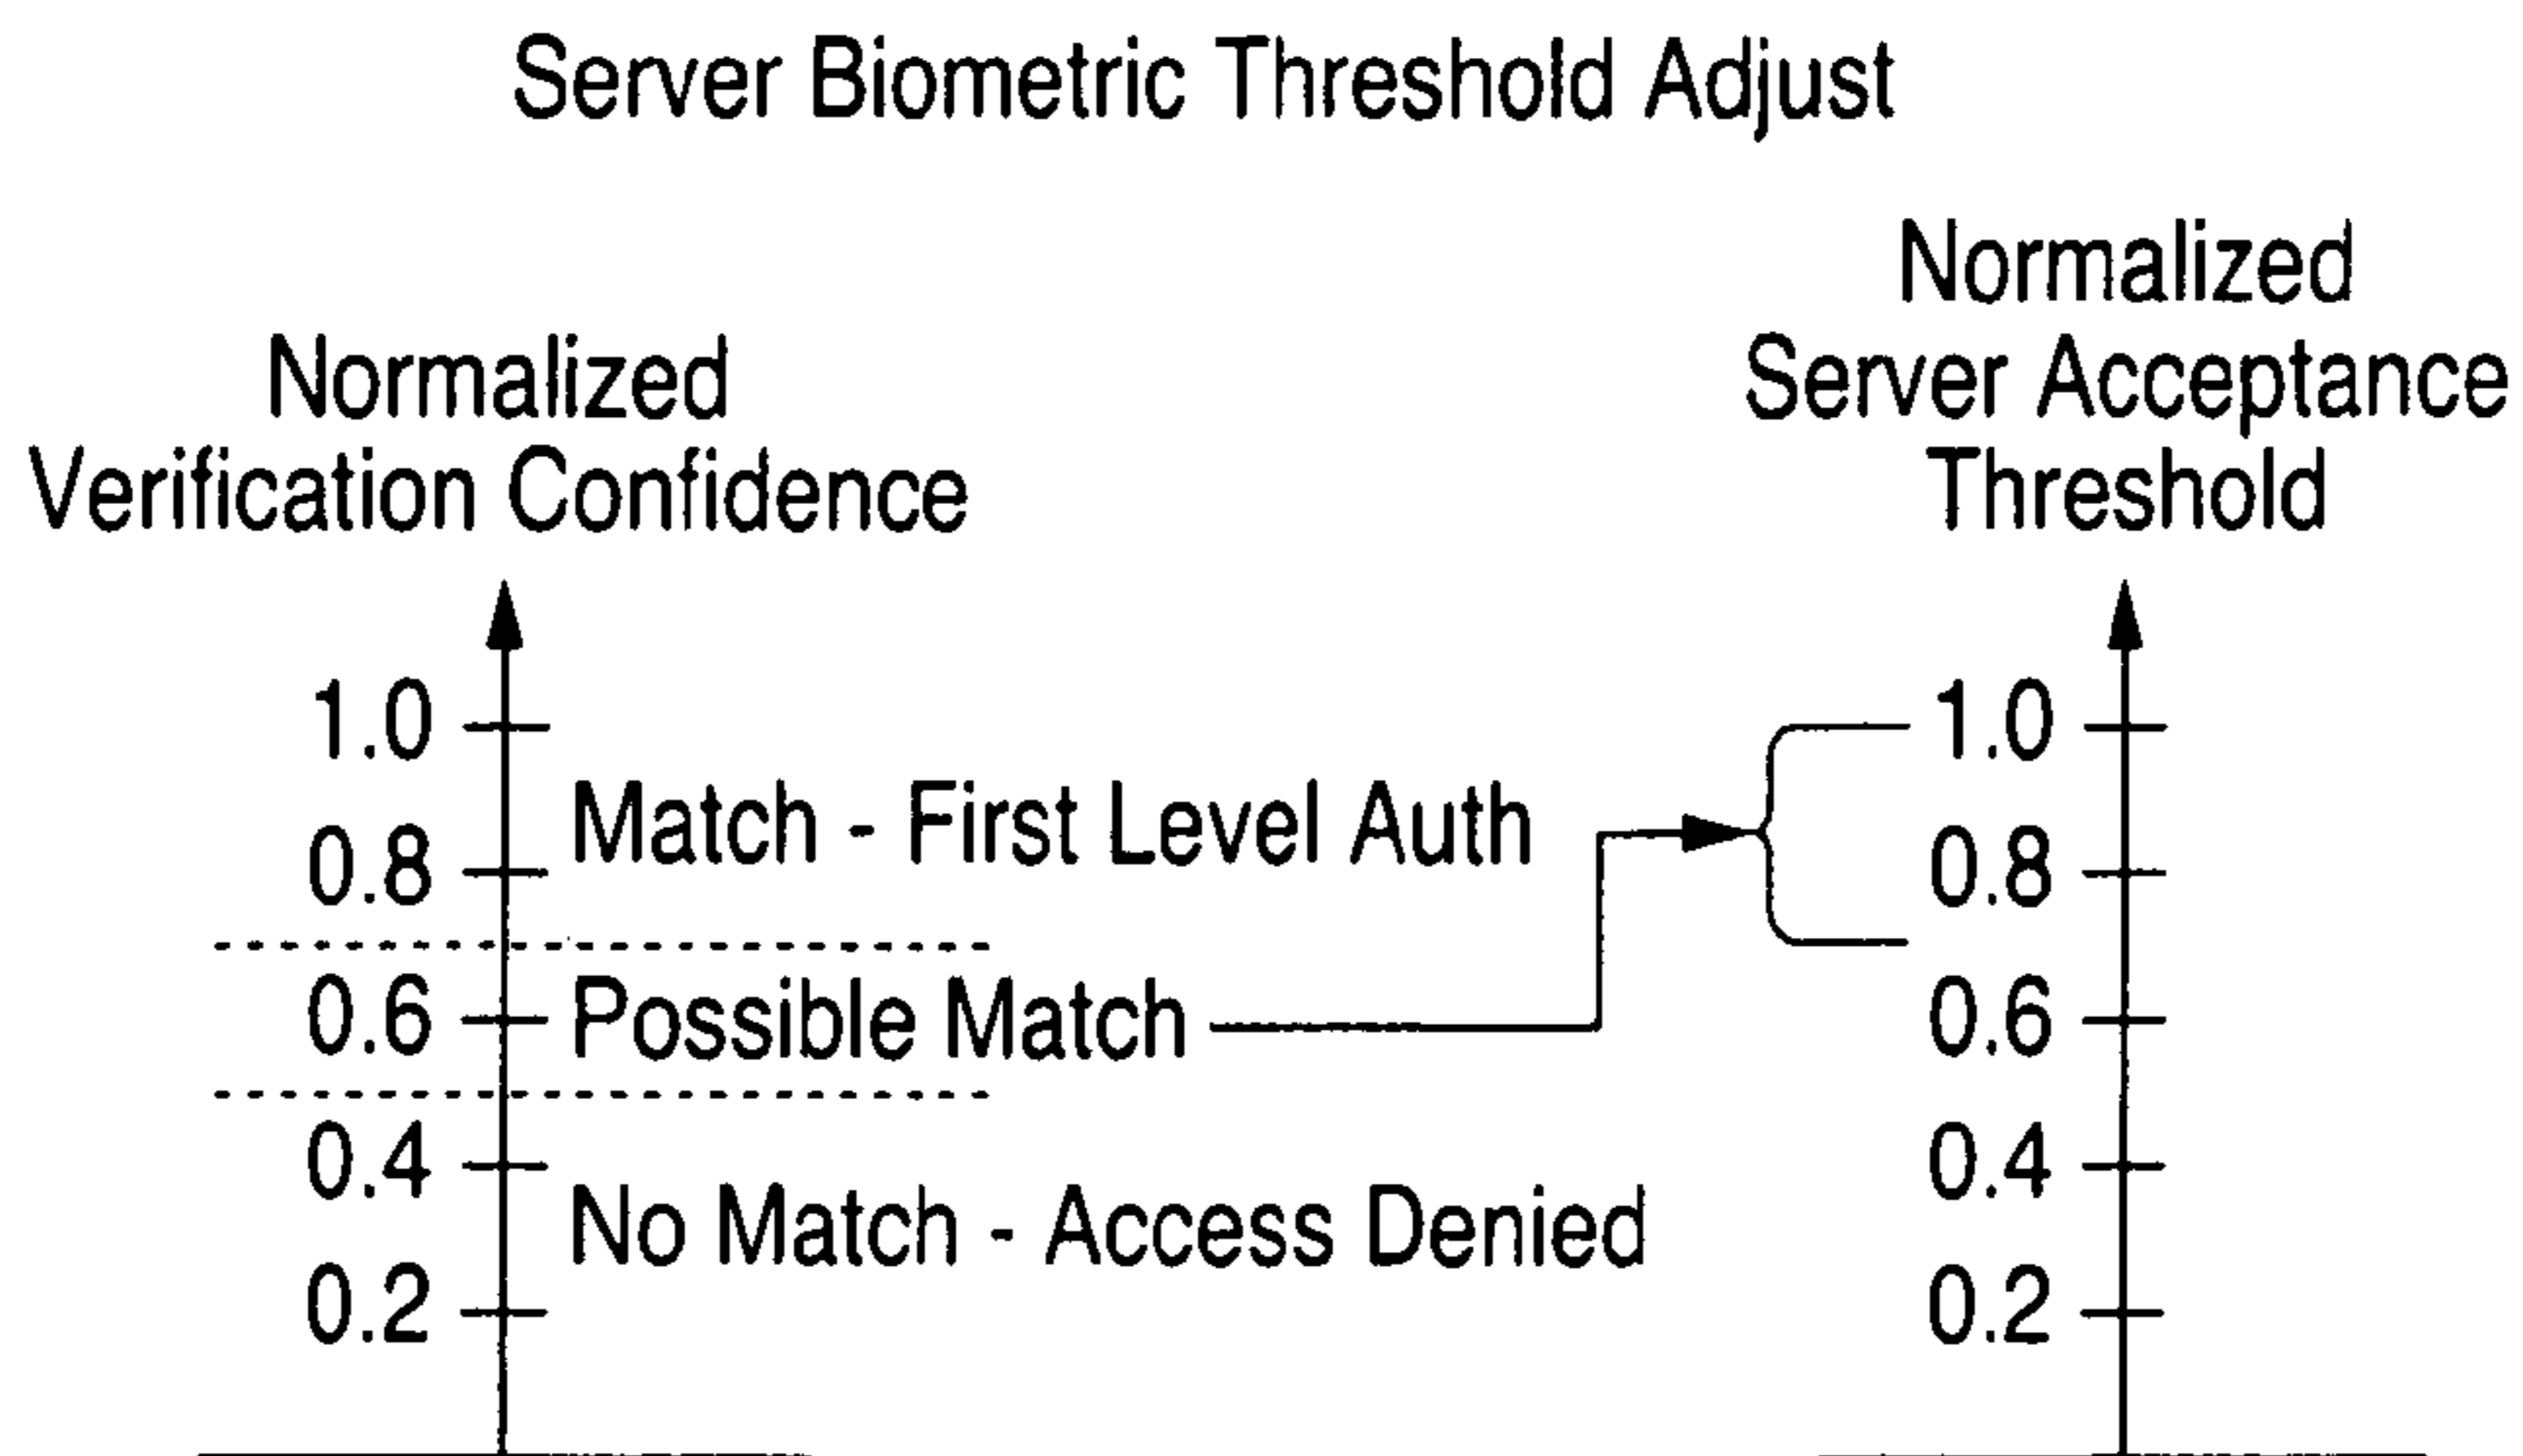 Server Biometric Threshold Adjust
Normalized
Verification Confidence
1.0
0.8
0.6
0.4
0.2
Match - First Level Auth
Possible Match
No Match - Access Denied
Normalized
Server Acceptance
Threshold
1.0
0.8
0.6
0.4
0.2